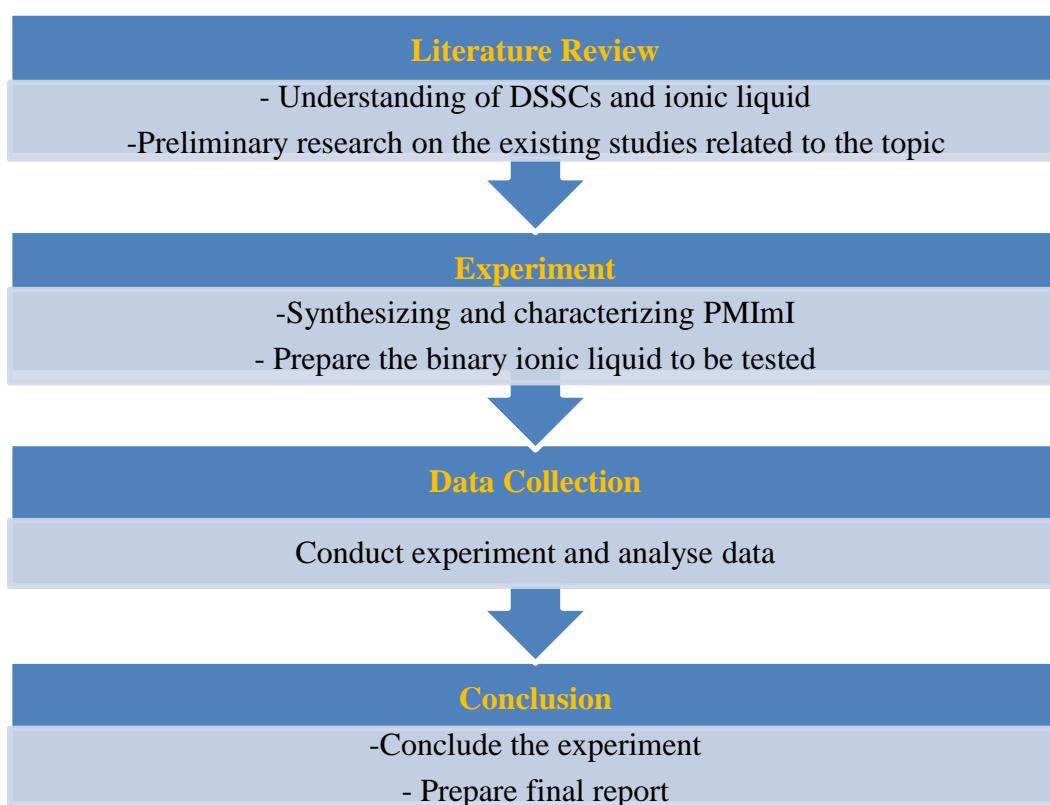 Literature Review
- Understanding of DSSCs and ionic liquid
-Preliminary research on the existing studies related to the topic
Experiment
-Synthesizing and characterizing PMImI
- Prepare the binary ionic liquid to be tested
Data Collection
Conduct experiment and analyse data
Conclusion
-Conclude the experiment
- Prepare final report